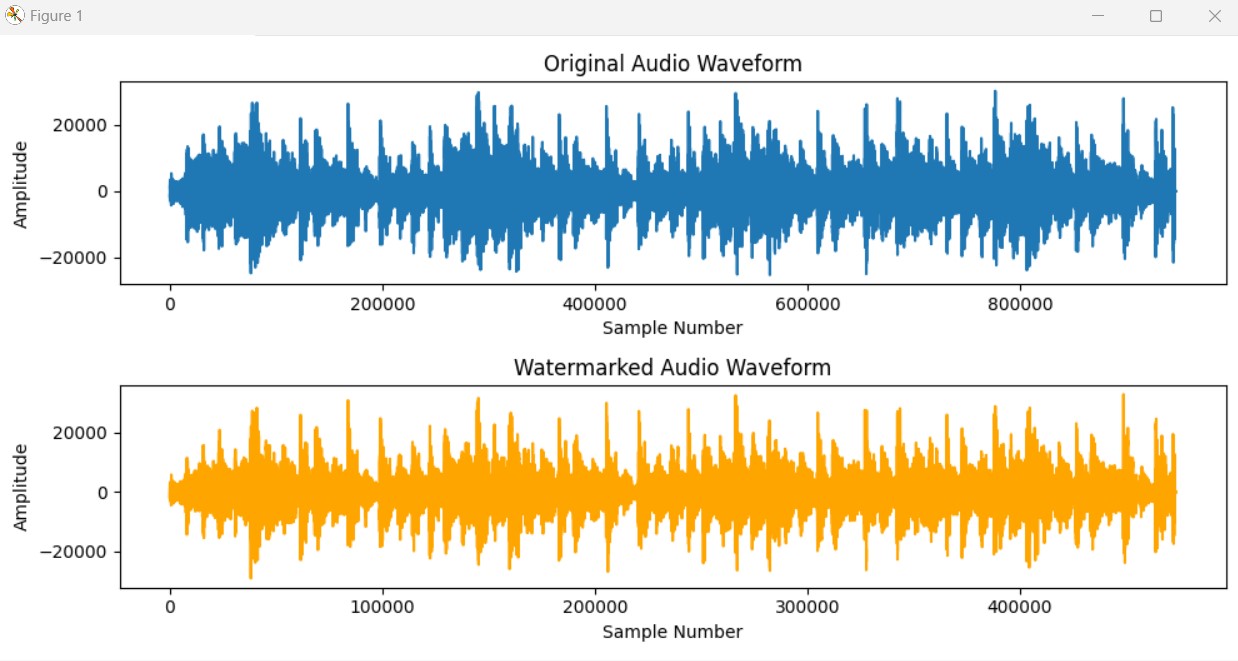 Figure 1
Original Audio Waveform
Amplitude
20000
0
−20000
0 200000 400000 600000 800000
Sample Number
Watermarked Audio Waveform
Amplitude
20000
0
−20000
0 100000 200000 300000 400000
Sample Number